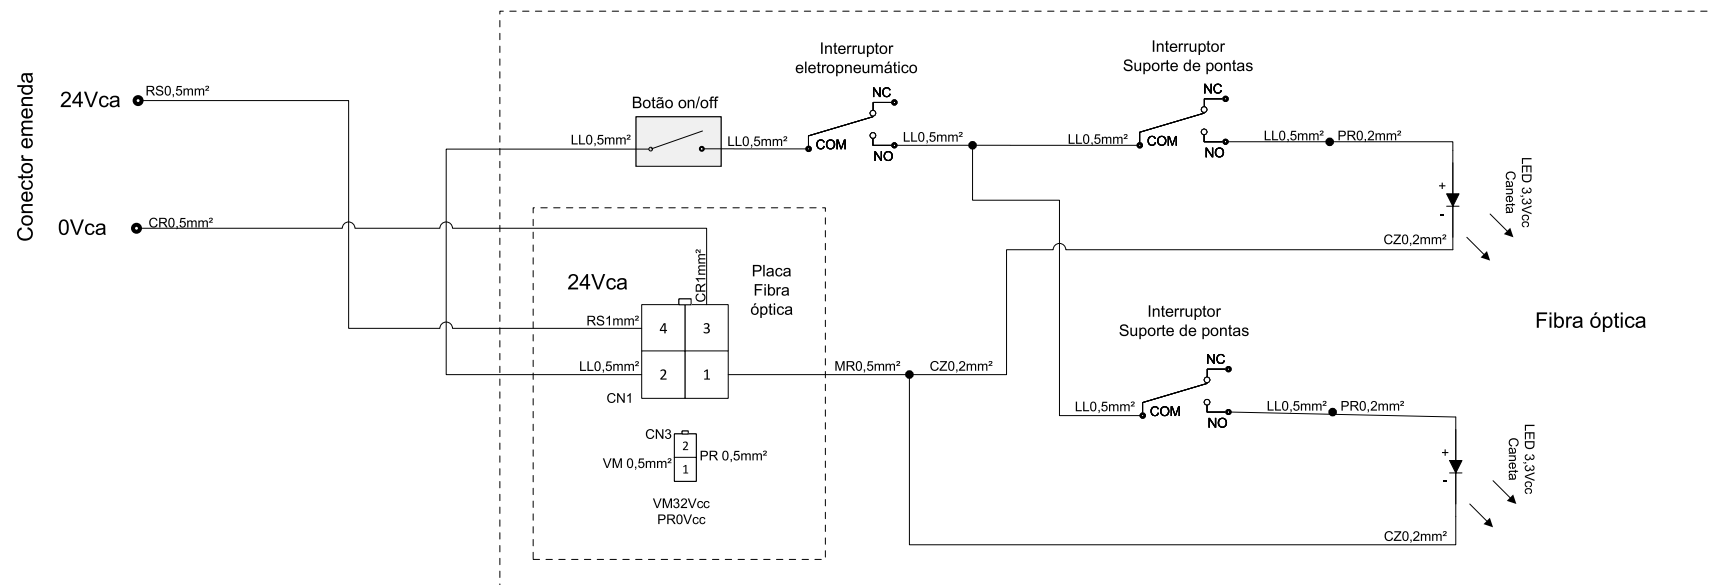 Conector emenda
24Vca
RS0,5mm²
0Vca
CR0,5mm²
Botão on/off
LL0,5mm²
LL0,5mm²
Interruptor
eletropneumático
NC
COM
NO
LL0,5mm²
LL0,5mm²
Interruptor
Suporte de pontas
NC
COM
NO
LL0,5mm²
PR0,2mm²
+
-
LED 3,3Vcc
Caneta
CZ0,2mm²
24Vca
CR1mm²
Placa
Fibra
óptica
RS1mm²
4
3
LL0,5mm²
2
1
CN1
MR0,5mm²
CZ0,2mm²
CN3
2
VM 0,5mm²
1
PR 0,5mm²
VM32Vcc
PR0Vcc
Interruptor
Suporte de pontas
NC
LL0,5mm²
COM
NO
LL0,5mm²
PR0,2mm²
+
-
LED 3,3Vcc
Caneta
CZ0,2mm²
Fibra óptica